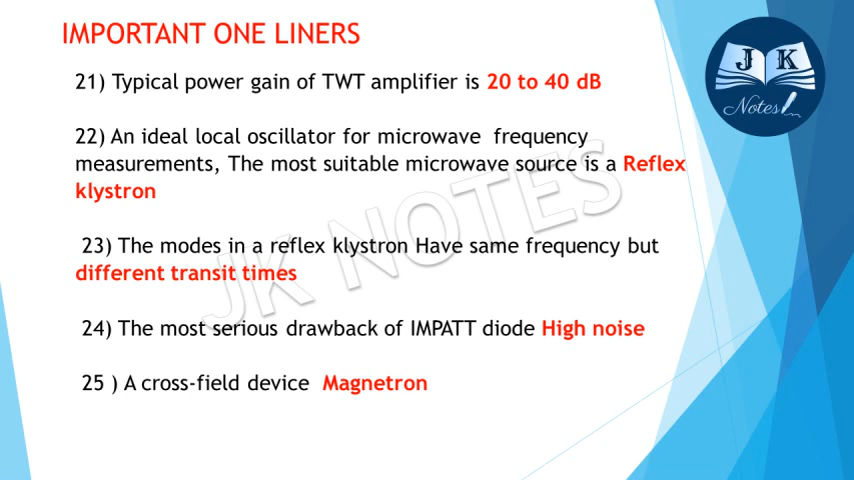 IMPORTANT ONE LINERS
J K
Notes
21) Typical power gain of TWT amplifier is 20 to 40 dB
22) An ideal local oscillator for microwave frequency
measurements, The most suitable microwave source is a Reflex
klystron
23) The modes in a reflex klystron Have same frequency but
different transit times
24) The most serious drawback of IMPATT diode High noise
25 ) A cross-field device Magnetron
JK NOTES